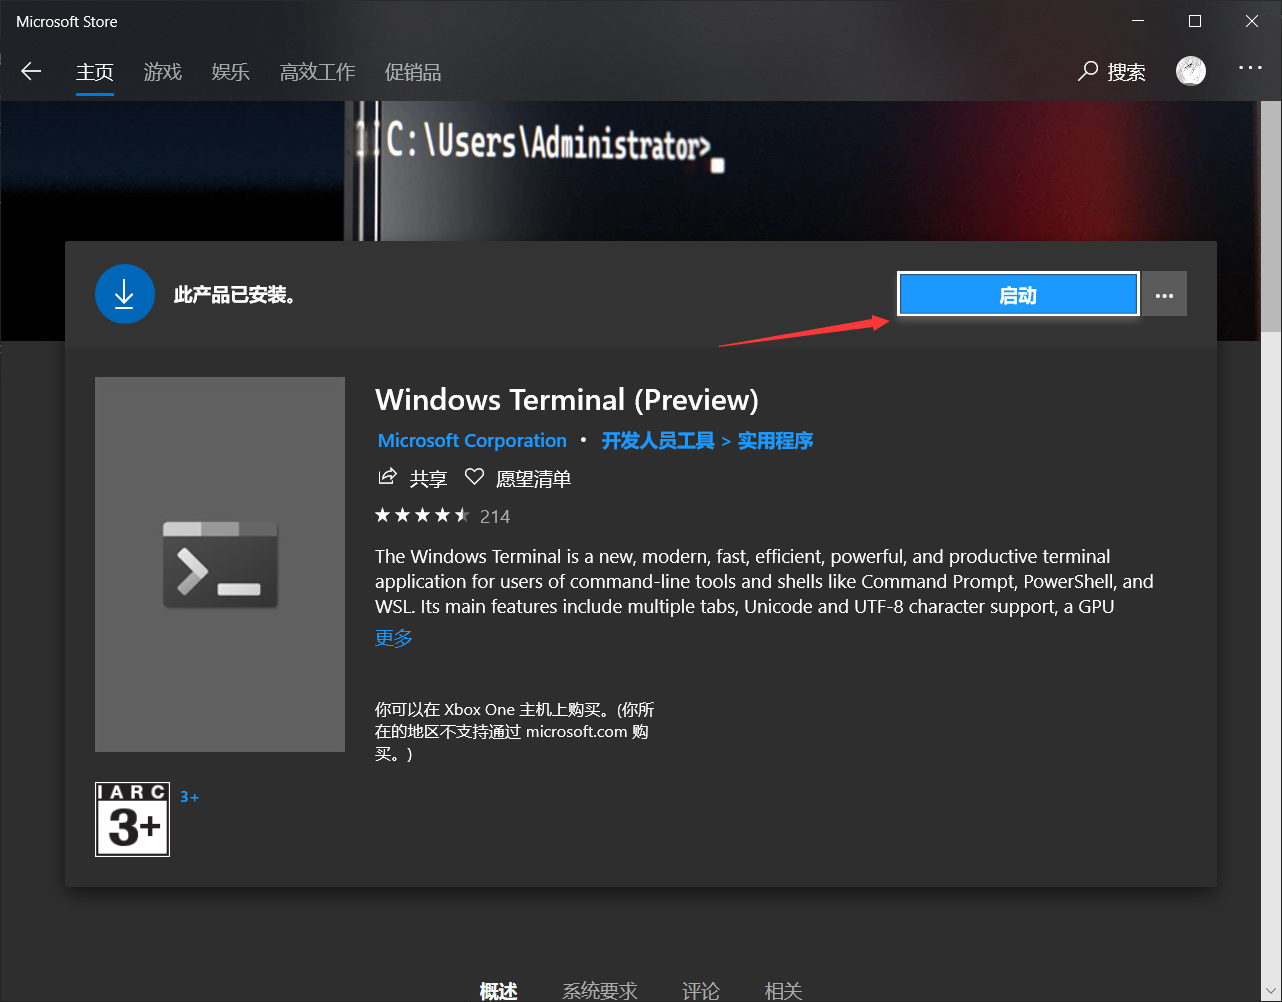 Microsoft Store
主页 游戏 娱乐 高效工作 促销品 搜索
C:\Users\Administrator>
此产品已安装。
启动
Windows Terminal (Preview)
Microsoft Corporation • 开发人员工具 > 实用程序
共享 愿望清单
214
The Windows Terminal is a new, modern, fast, efficient, powerful, and productive terminal
application for users of command-line tools and shells like Command Prompt, PowerShell, and
WSL. Its main features include multiple tabs, Unicode and UTF-8 character support, a GPU
更多
你可以在 Xbox One 主机上购买。(你所
在的地区不支持通过 microsoft.com 购
买。)
IARC
3+
3+
概述 系统要求 评论 相关